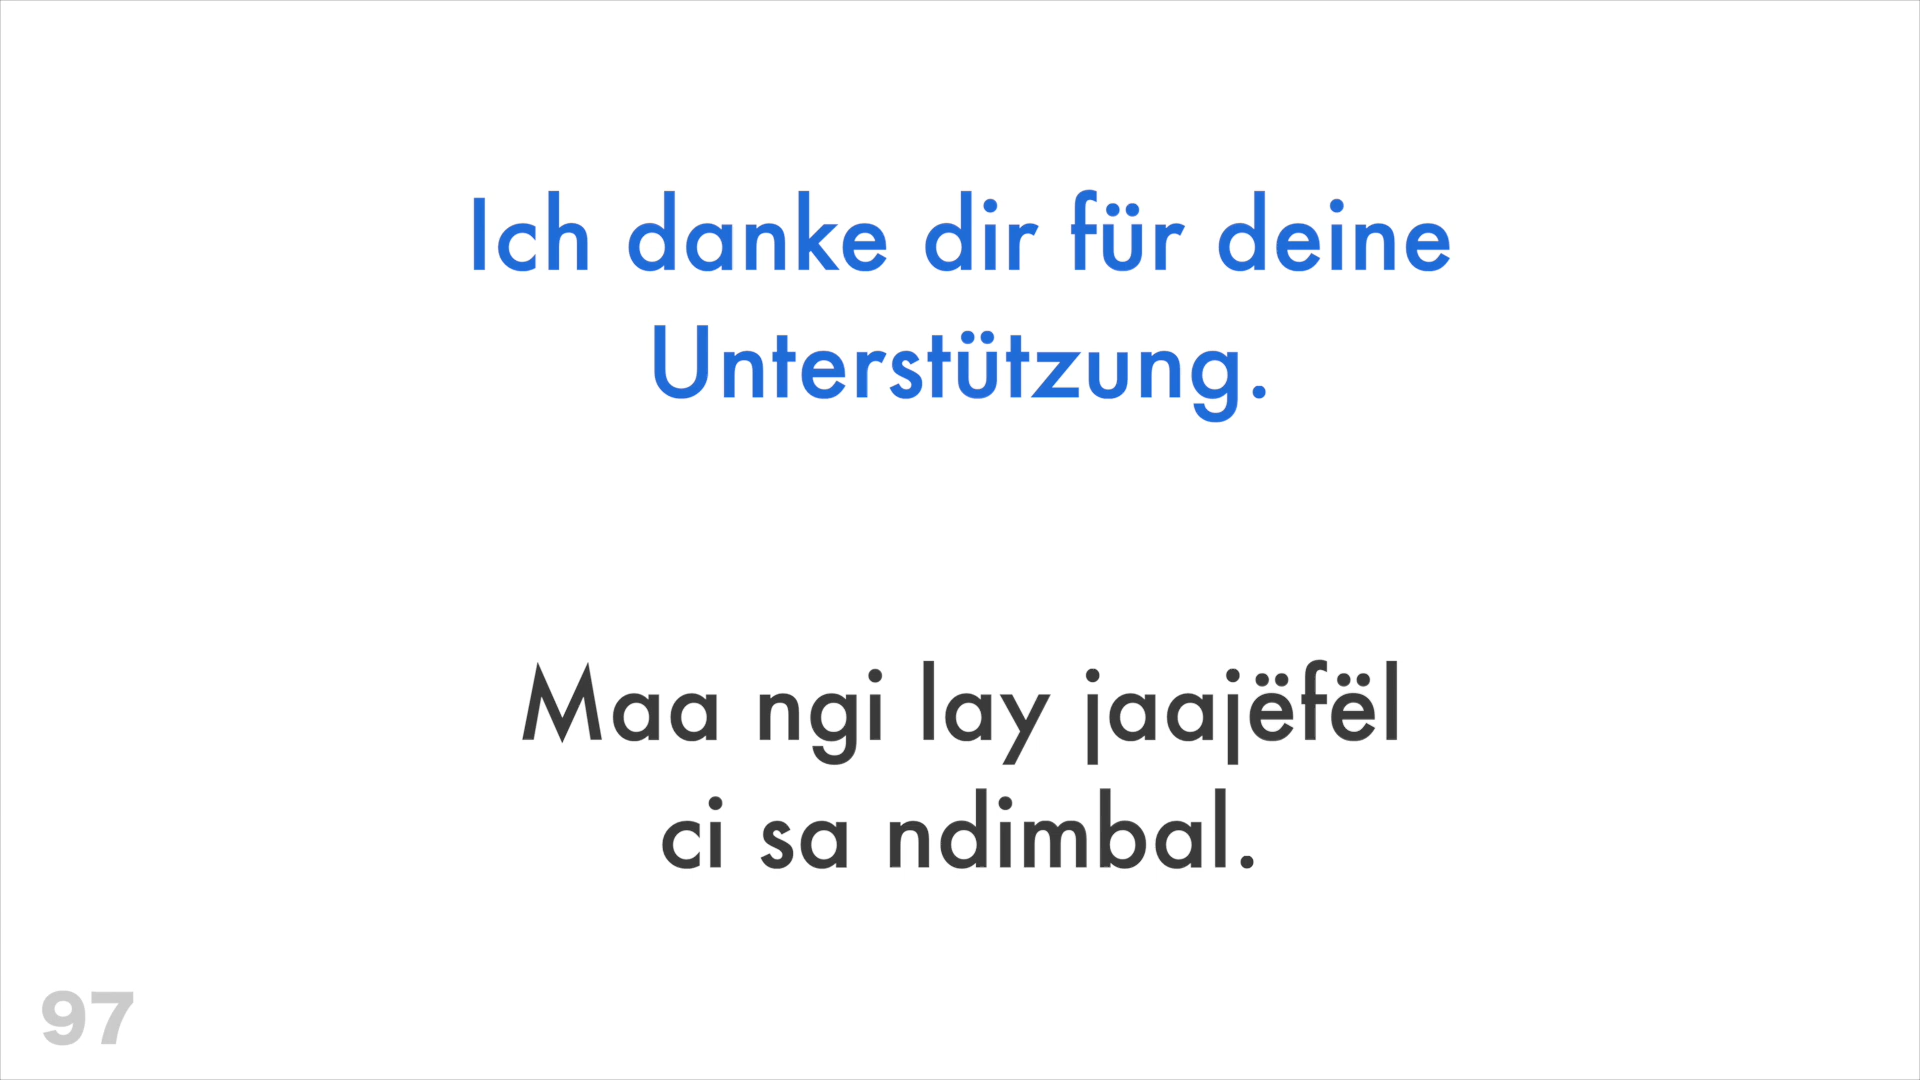 Ich danke dir für deine
Unterstützung.
Maa ngi lay jaajëfël
ci sa ndimbal.
97